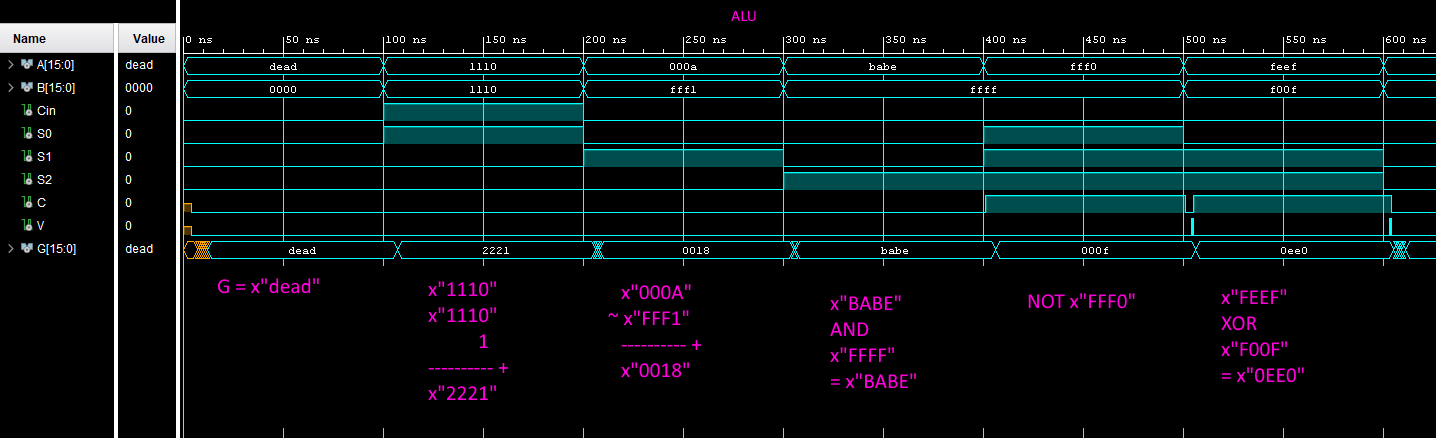 ALU
Name Value
0 ns 50 ns 100 ns 150 ns 200 ns 250 ns 300 ns 350 ns 400 ns 450 ns 500 ns 550 ns 600 ns
A[15:0] dead dead 1110 000a babe fff0 feef
B[15:0] 0000 0000 1110 fff1 ffff f00f
Cin 0
S0 0
S1 0
S2 0
C 0
V 0
G[15:0] dead dead 2221 0018 babe 000f 0ee0
G = x"dead"
x"1110"
x"1110"
1
---------- +
x"2221"
x"000A"
~ x"FFF1"
---------- +
x"0018"
x"BABE"
AND
x"FFFF"
= x"BABE"
NOT x"FFF0"
x"FEEF"
XOR
x"F00F"
= x"0EE0"